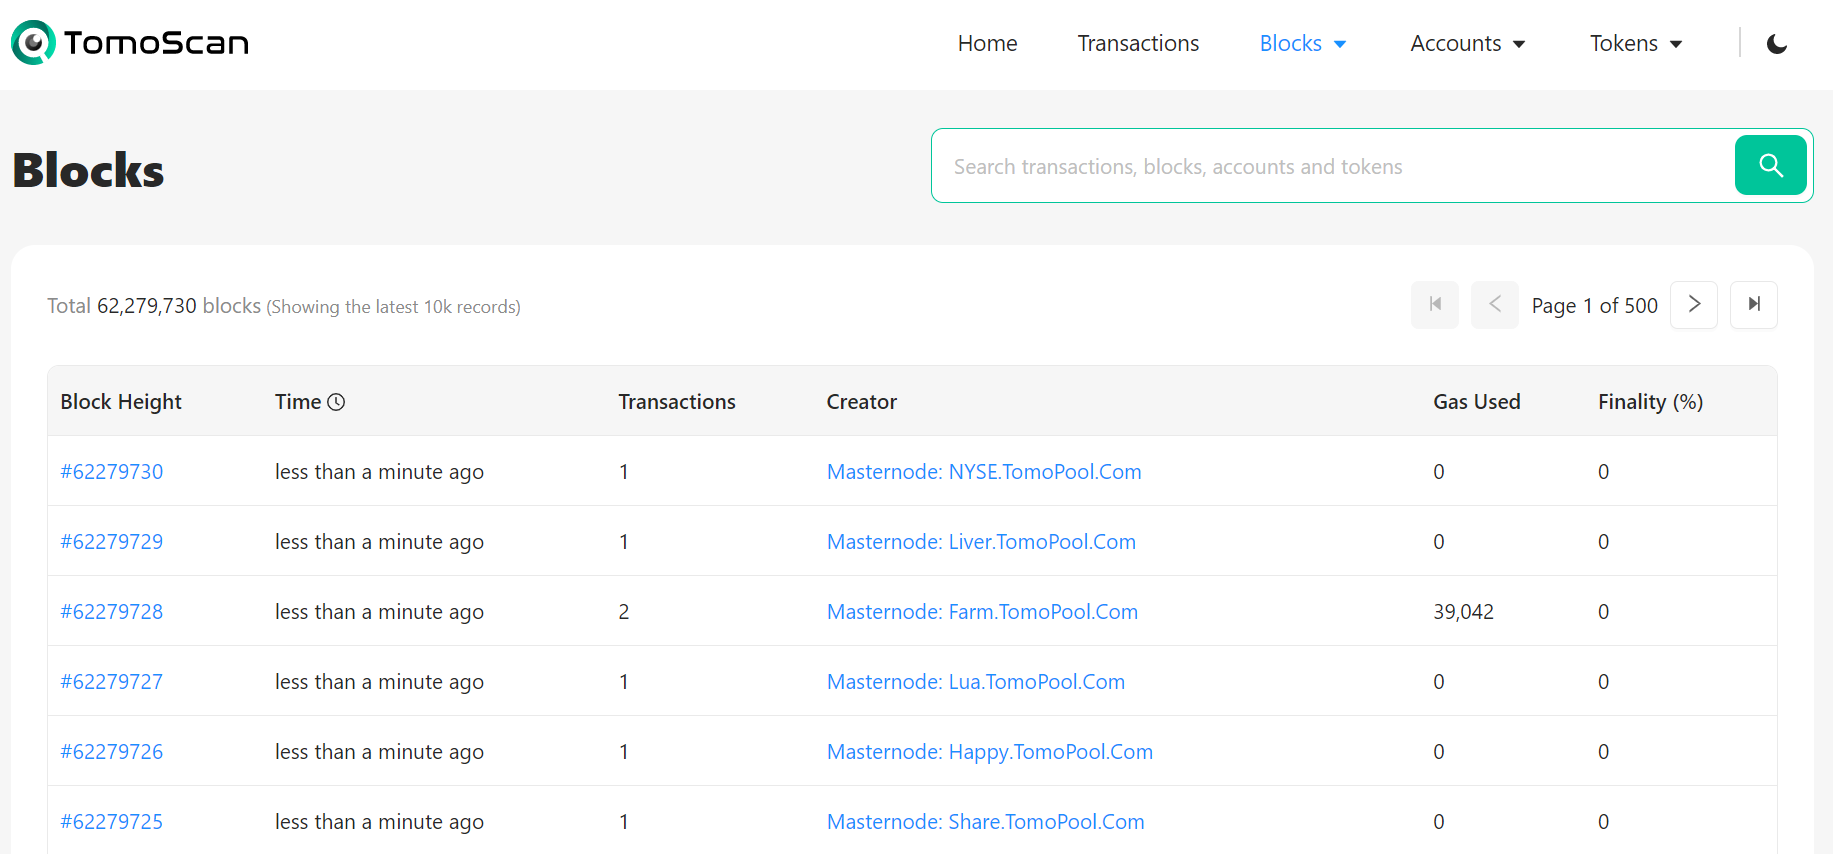 TomoScan Home Transactions Blocks Accounts Tokens
Blocks
Search transactions, blocks, accounts and tokens
Total 62,279,730 blocks (Showing the latest 10k records) Page 1 of 500
Block Height Time Transactions Creator Gas Used Finality (%)
#62279730 less than a minute ago 1 Masternode: NYSE.TomoPool.Com 0 0
#62279729 less than a minute ago 1 Masternode: Liver.TomoPool.Com 0 0
#62279728 less than a minute ago 2 Masternode: Farm.TomoPool.Com 39,042 0
#62279727 less than a minute ago 1 Masternode: Lua.TomoPool.Com 0 0
#62279726 less than a minute ago 1 Masternode: Happy.TomoPool.Com 0 0
#62279725 less than a minute ago 1 Masternode: Share.TomoPool.Com 0 0